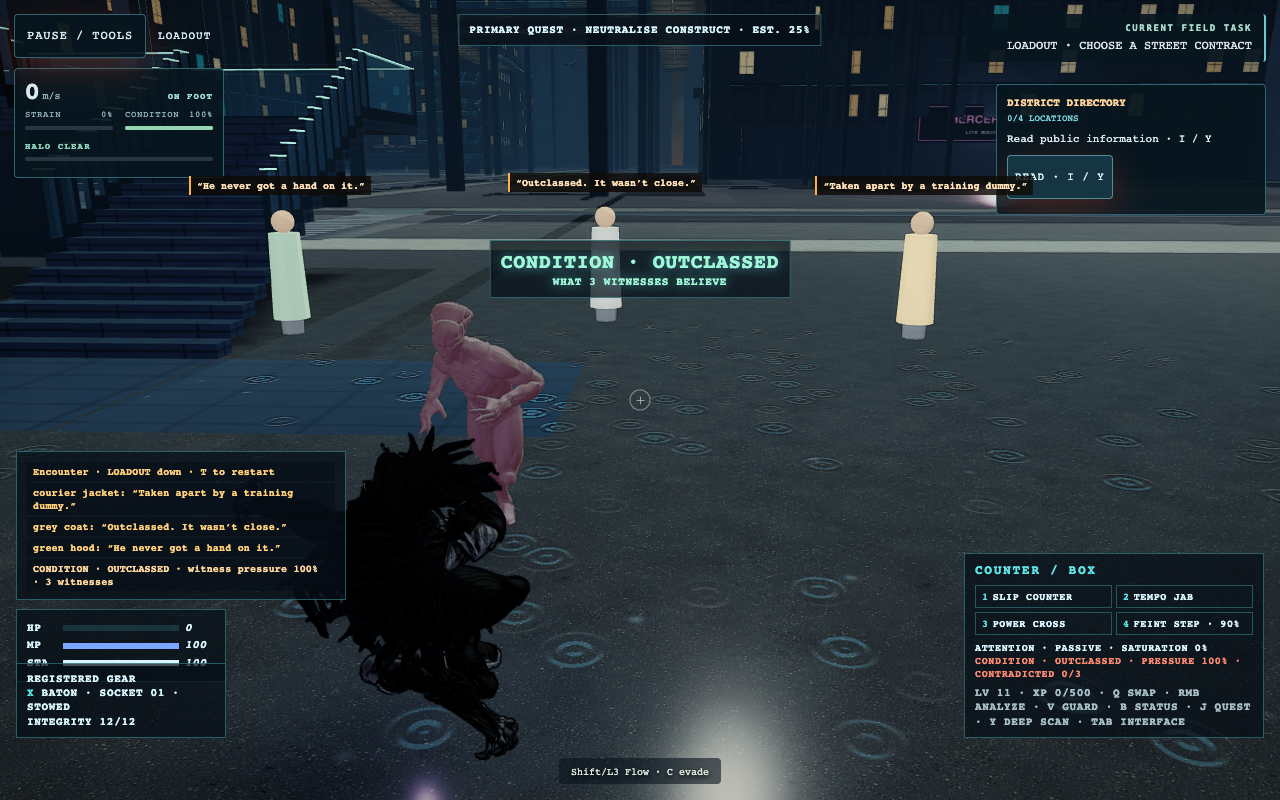 PAUSE / TOOLS
LOADOUT
PRIMARY QUEST · NEUTRALISE CONSTRUCT · EST. 25%
CURRENT FIELD TASK
LOADOUT · CHOOSE A STREET CONTRACT
0 m/s
ON FOOT
STRAIN 0%
CONDITION 100%
HALO CLEAR
DISTRICT DIRECTORY
0/4 LOCATIONS
Read public information · I / Y
READ · I / Y
“He never got a hand on it.”
“Outclassed. It wasn’t close.”
“Taken apart by a training dummy.”
CONDITION · OUTCLASSED
WHAT 3 WITNESSES BELIEVE
Encounter · LOADOUT down · T to restart
courier jacket: “Taken apart by a training
dummy.”
grey coat: “Outclassed. It wasn’t close.”
green hood: “He never got a hand on it.”
CONDITION · OUTCLASSED · witness pressure 100%
· 3 witnesses
HP 0
MP 100
STA 100
REGISTERED GEAR
X BATON · SOCKET 01 ·
STOWED
INTEGRITY 12/12
COUNTER / BOX
1 SLIP COUNTER
2 TEMPO JAB
3 POWER CROSS
4 FEINT STEP · 90%
ATTENTION · PASSIVE · SATURATION 0%
CONDITION · OUTCLASSED · PRESSURE 100% ·
CONTRADICTED 0/3
LV 11 · XP 0/500 · Q SWAP · RMB
ANALYZE · V GUARD · B STATUS · J QUEST
· Y DEEP SCAN · TAB INTERFACE
Shift/L3 Flow · C evade